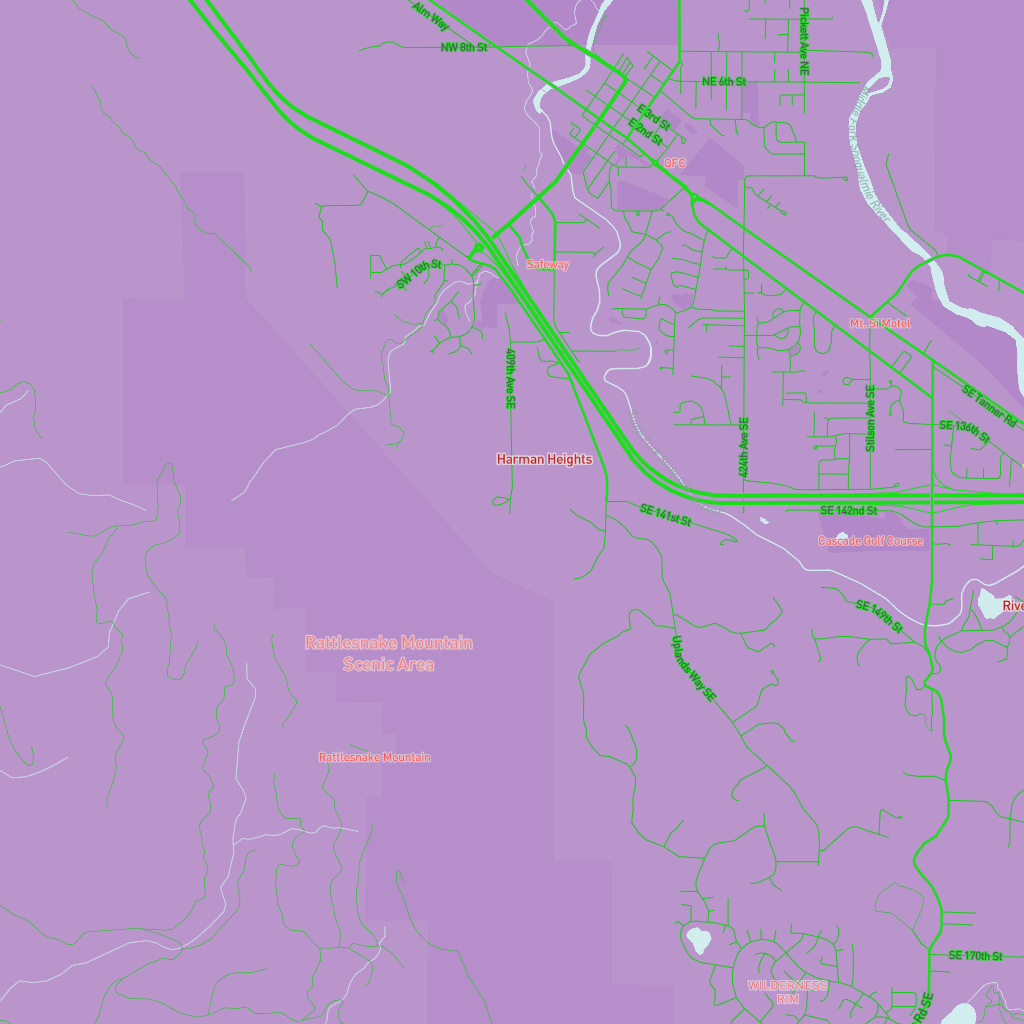 Alm Way
Pickett Ave NE
NW 8th St
NE 6th St
E 3rd St
E 2nd St
QFC
Snoqualmie River
Safeway
SW 10th St
Mt. Si Motel
409th Ave SE
424th Ave SE
Stilson Ave SE
SE Tanner Rd
SE 136th St
Harman Heights
SE 141st St
SE 142nd St
Cascade Golf Course
SE 149th St
Rive
Rattlesnake Mountain
Scenic Area
Uplands Way SE
Rattlesnake Mountain
SE 170th St
WILDERNESS
RIM
Rd SE